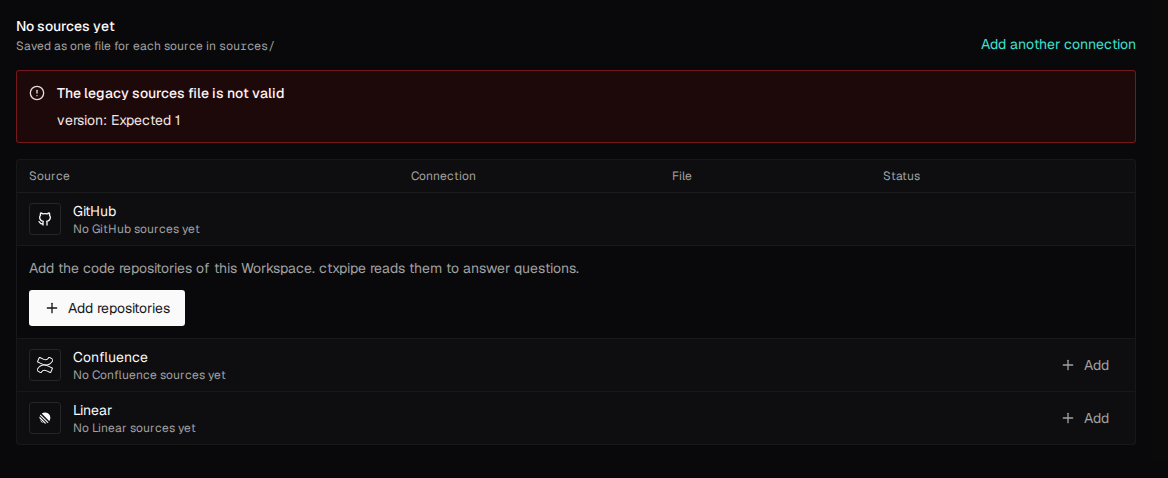 No sources yet
Saved as one file for each source in sources/
Add another connection
The legacy sources file is not valid
version: Expected 1
Source Connection File Status
GitHub
No GitHub sources yet
Add the code repositories of this Workspace. ctxpipe reads them to answer questions.
+ Add repositories
Confluence
No Confluence sources yet
+ Add
Linear
No Linear sources yet
+ Add